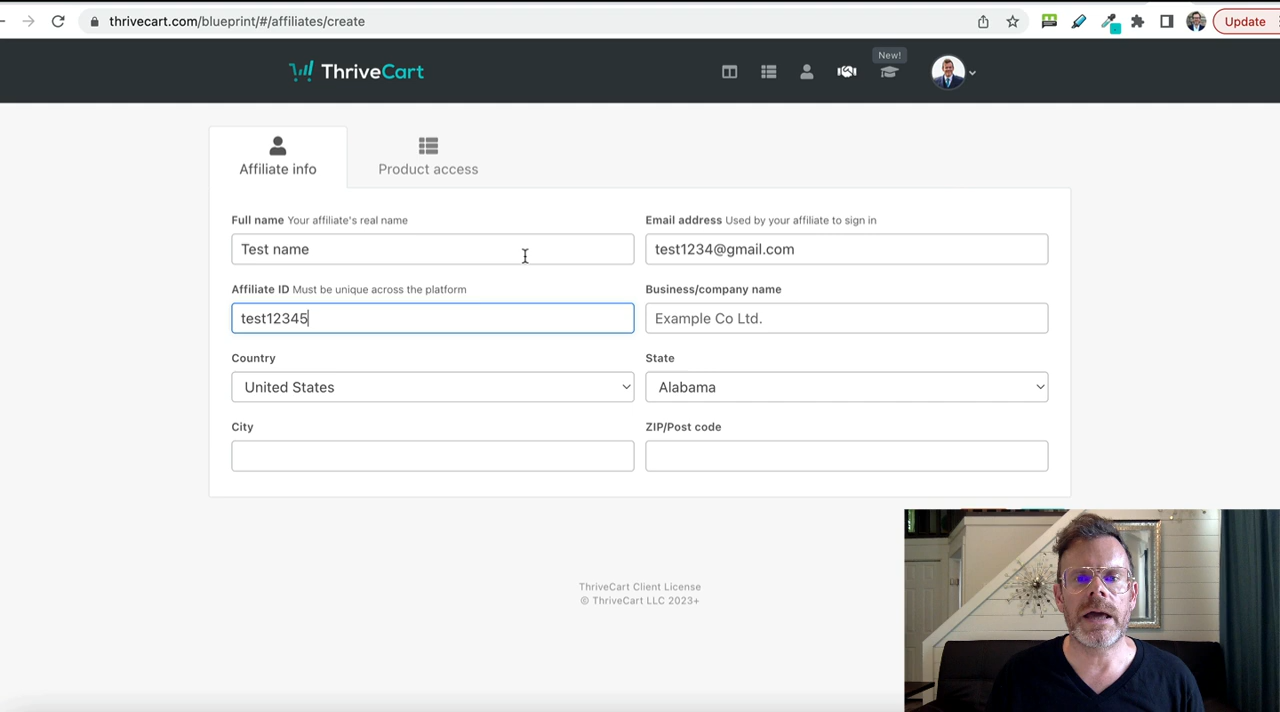 thrivecart.com/blueprint/#/affiliates/create
Update
ThriveCart
New!
Affiliate info
Product access
Full name Your affiliate's real name
Email address Used by your affiliate to sign in
Test name
test1234@gmail.com
Affiliate ID Must be unique across the platform
Business/company name
test12345
Example Co Ltd.
Country
State
United States
Alabama
City
ZIP/Post code
ThriveCart Client License
© ThriveCart LLC 2023+